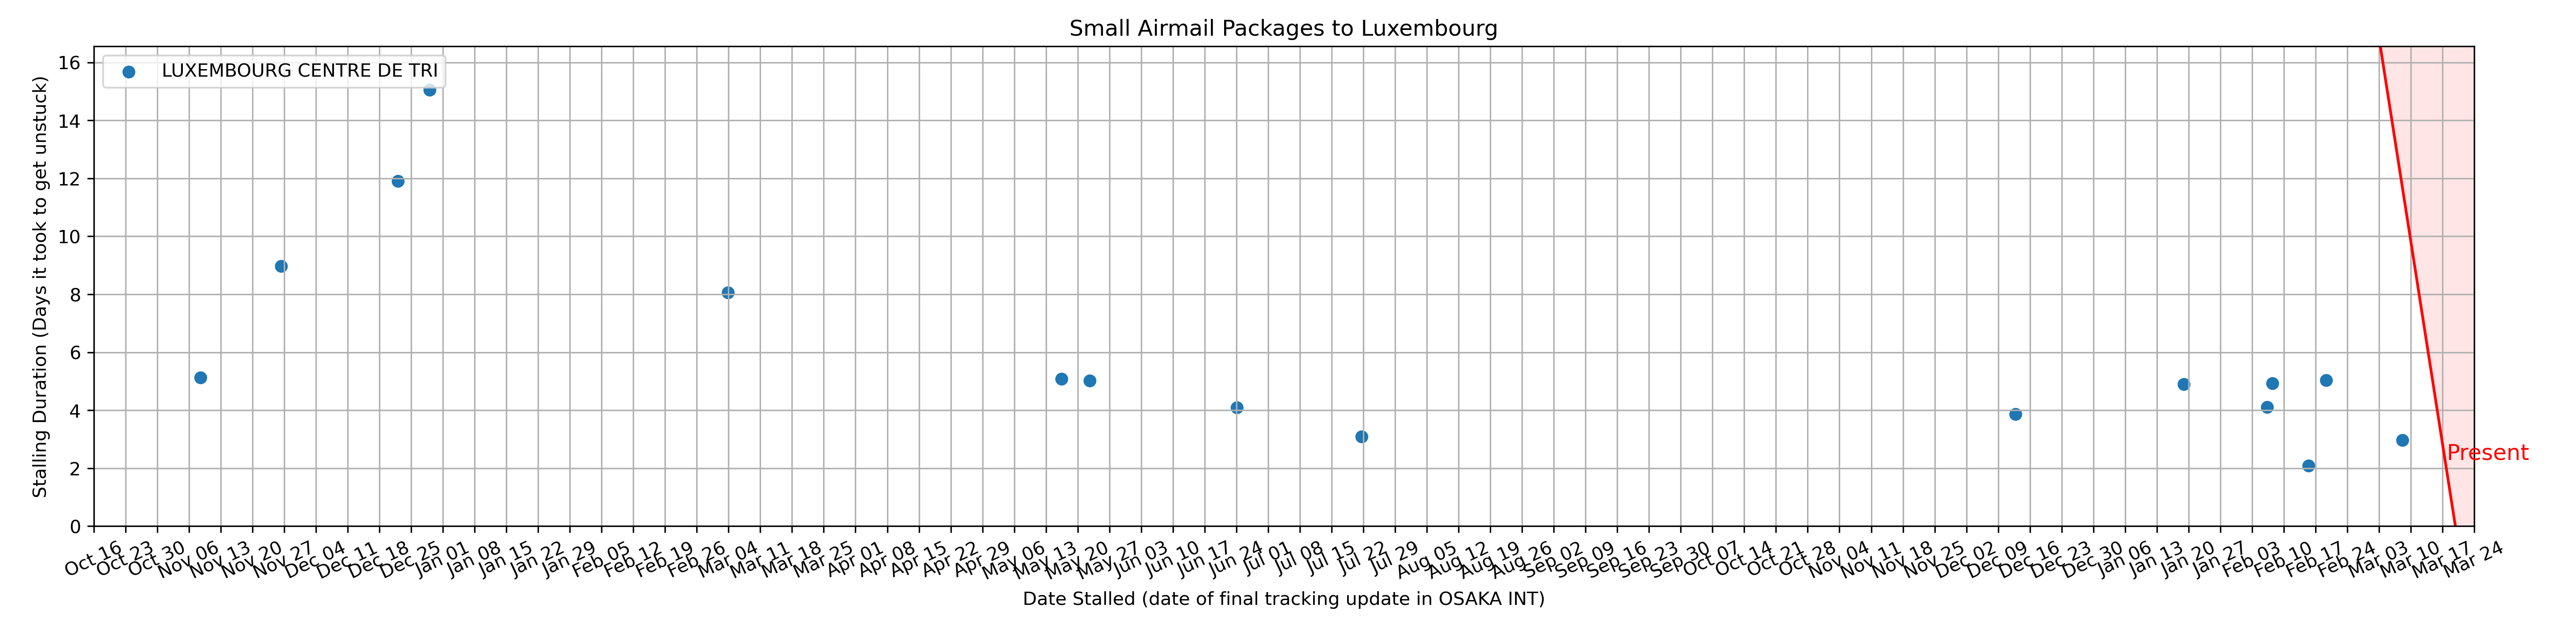 Small Airmail Packages to Luxembourg
LUXEMBOURG CENTRE DE TRI
Stalling Duration (Days it took to get unstuck)
16
14
12
10
8
6
4
2
0
Present
Oct 16
Oct 23
Oct 30
Nov 06
Nov 13
Nov 20
Nov 27
Dec 04
Dec 11
Dec 18
Dec 25
Jan 01
Jan 08
Jan 15
Jan 22
Jan 29
Feb 05
Feb 12
Feb 19
Feb 26
Mar 04
Mar 11
Mar 18
Mar 25
Apr 01
Apr 08
Apr 15
Apr 22
Apr 29
May 06
May 13
May 20
May 27
Jun 03
Jun 10
Jun 17
Jun 24
Jul 01
Jul 08
Jul 15
Jul 22
Jul 29
Aug 05
Aug 12
Aug 19
Aug 26
Sep 02
Sep 09
Sep 16
Sep 23
Sep 30
Oct 07
Oct 14
Oct 21
Oct 28
Nov 04
Nov 11
Nov 18
Nov 25
Dec 02
Dec 09
Dec 16
Dec 23
Dec 30
Jan 06
Jan 13
Jan 20
Jan 27
Feb 03
Feb 10
Feb 17
Feb 24
Mar 03
Mar 10
Mar 17
Mar 24
Date Stalled (date of final tracking update in OSAKA INT)